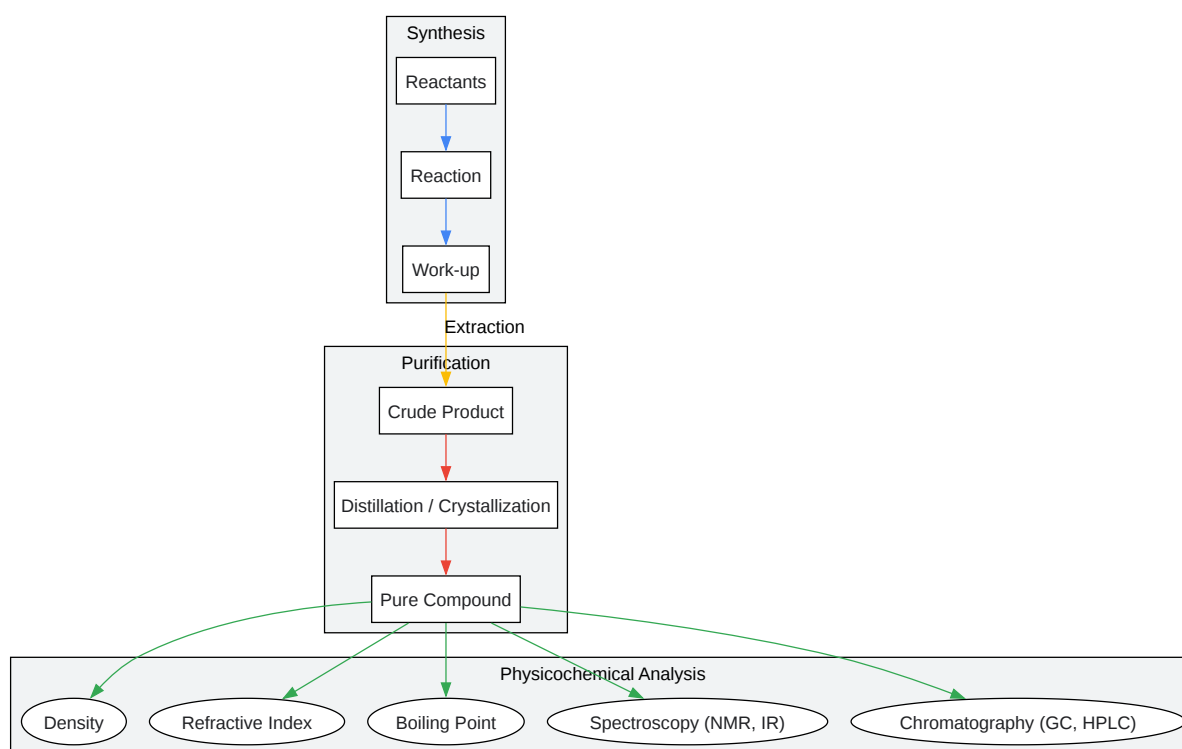 Synthesis
Reactants
Reaction
Work-up
Extraction
Purification
Crude Product
Distillation / Crystallization
Pure Compound
Physicochemical Analysis
Density
Refractive Index
Boiling Point
Spectroscopy (NMR, IR)
Chromatography (GC, HPLC)